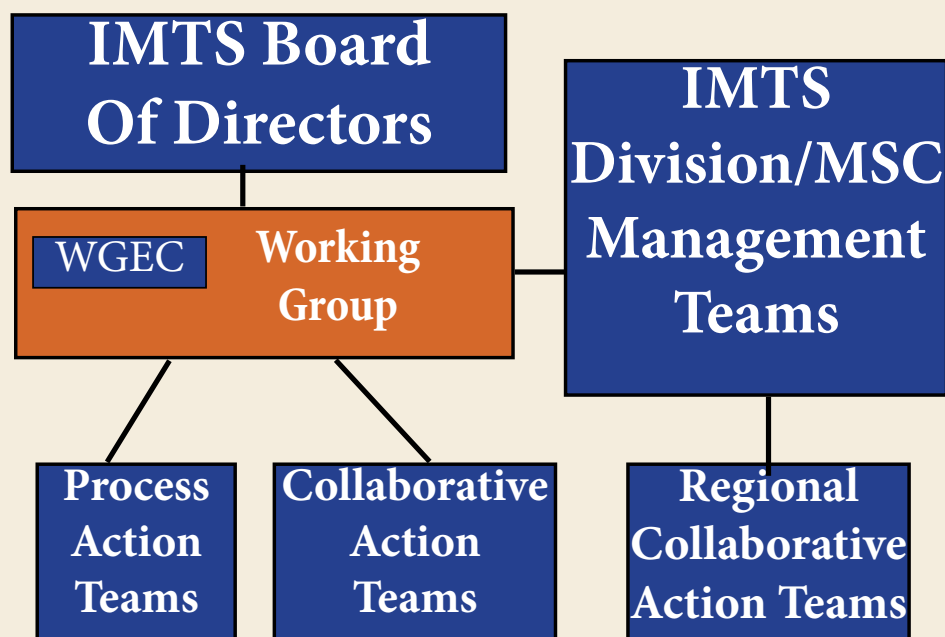 IMTS Board
Of Directors
IMTS
Division/MSC
Management
Teams
WGEC
Working
Group
Process
Action
Teams
Collaborative
Action
Teams
Regional
Collaborative
Action Teams